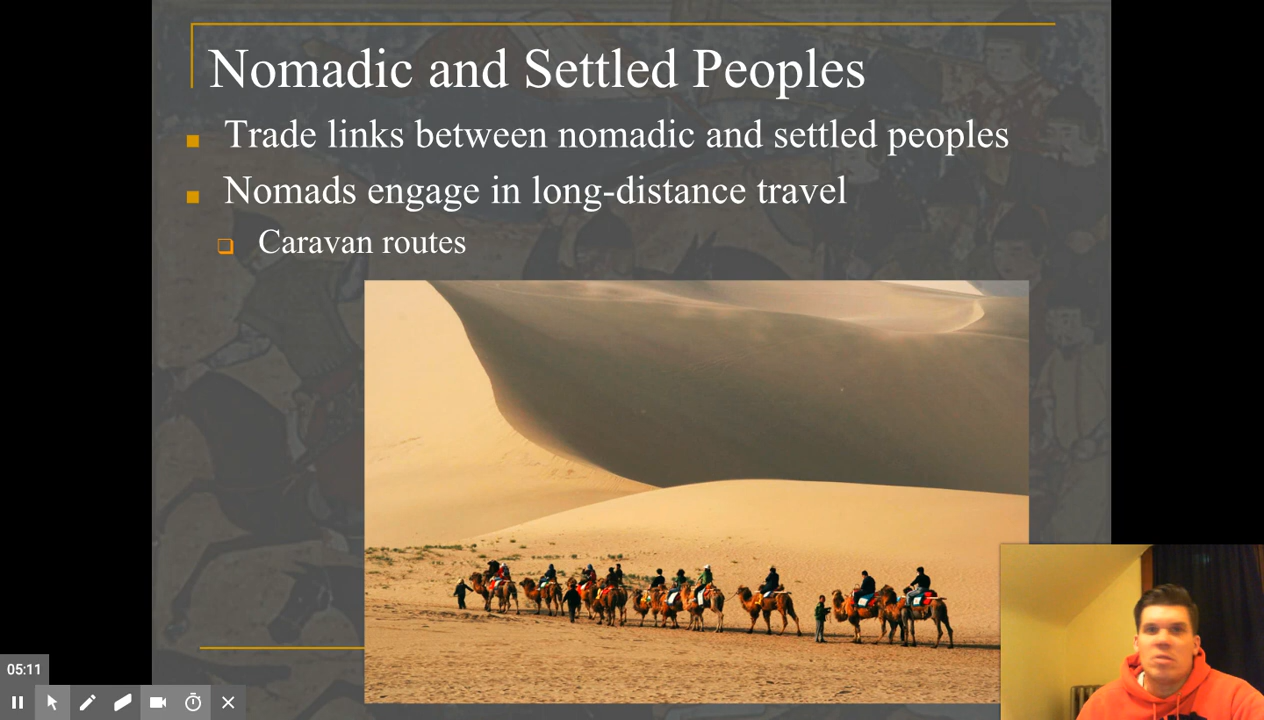 Nomadic and Settled Peoples
Trade links between nomadic and settled peoples
Nomads engage in long-distance travel
Caravan routes
05:11